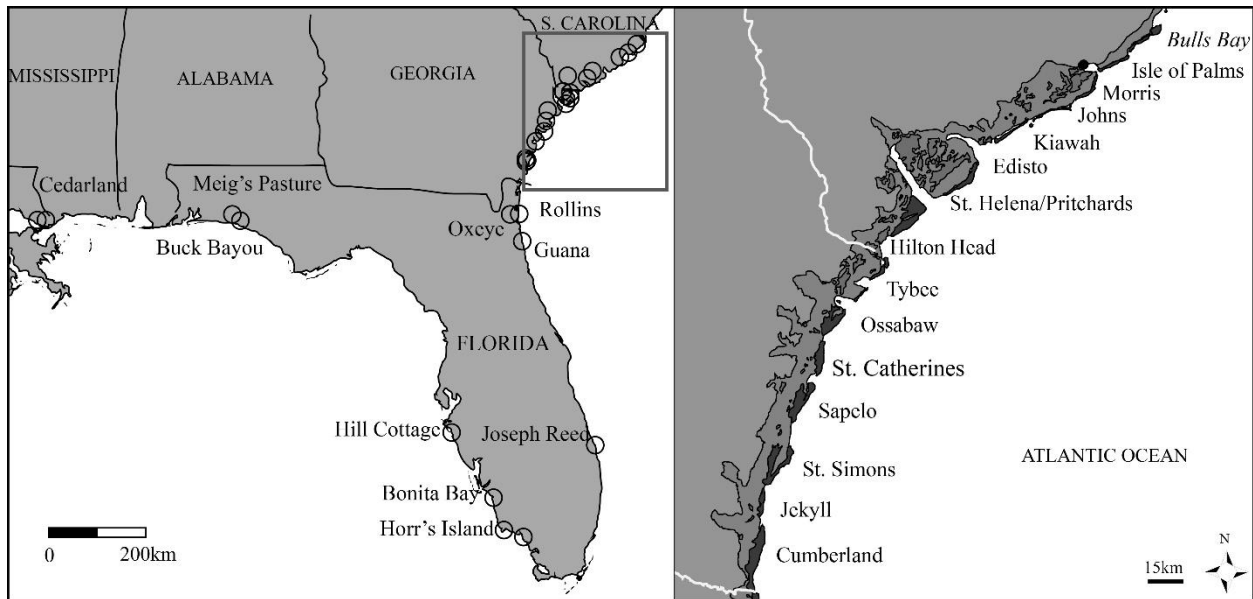 S. CAROLINA
MISSISSIPPI
ALABAMA
GEORGIA
Cedarland
Meig's Pasture
Rollins
Oxeye
Buck Bayou
Guana
FLORIDA
Hill Cottage
Joseph Reed
Bonita Bay
Horr's Island
0 200km
Bulls Bay
Isle of Palms
Morris
Johns
Kiawah
Edisto
St. Helena/Pritchards
Hilton Head
Tybee
Ossabaw
St. Catherines
Sapelo
St. Simons
ATLANTIC OCEAN
Jekyll
Cumberland
N
15km